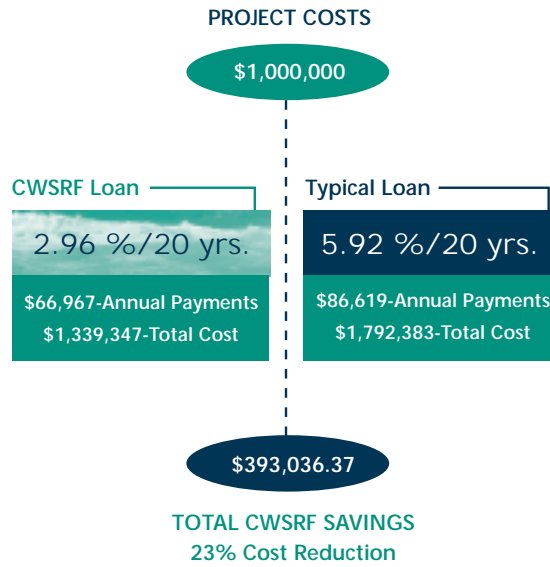 PROJECT COSTS
$1,000,000
CWSRF Loan
2.96 %/20 yrs.
$66,967-Annual Payments
$1,339,347-Total Cost
Typical Loan
5.92 %/20 yrs.
$86,619-Annual Payments
$1,792,383-Total Cost
$393,036.37
TOTAL CWSRF SAVINGS
23% Cost Reduction